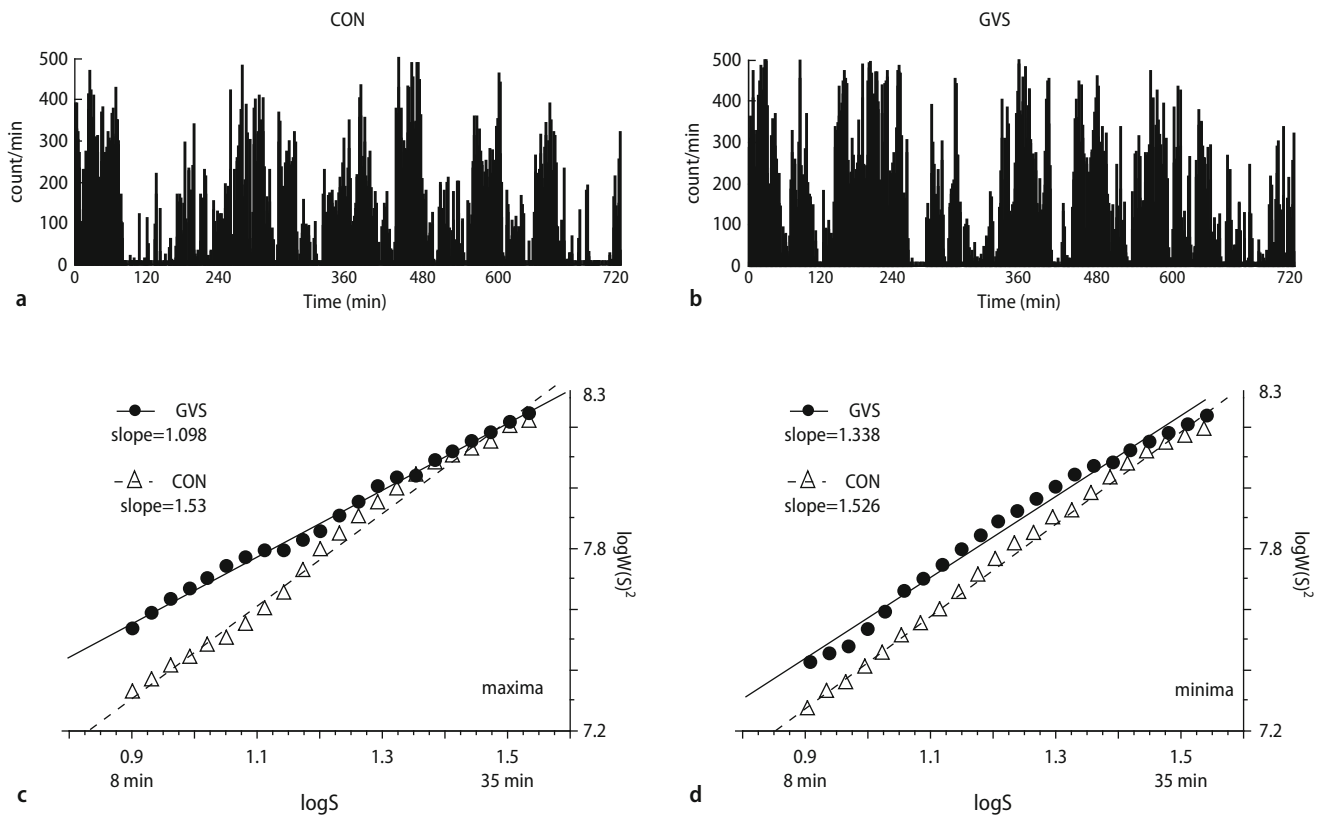 CON
500
400
300
200
100
0
count/min
0 120 240 360 480 600 720
Time (min)
a
GVS
500
400
300
200
100
0
count/min
0 120 240 360 480 600 720
Time (min)
b
GVS
slope=1.098
CON
slope=1.53
8.3
7.8
7.2
logW(S)²
maxima
0.9 1.1 1.3 1.5
8 min 35 min
logS
c
GVS
slope=1.338
CON
slope=1.526
8.3
7.8
7.2
logW(S)²
minima
0.9 1.1 1.3 1.5
8 min 35 min
logS
d